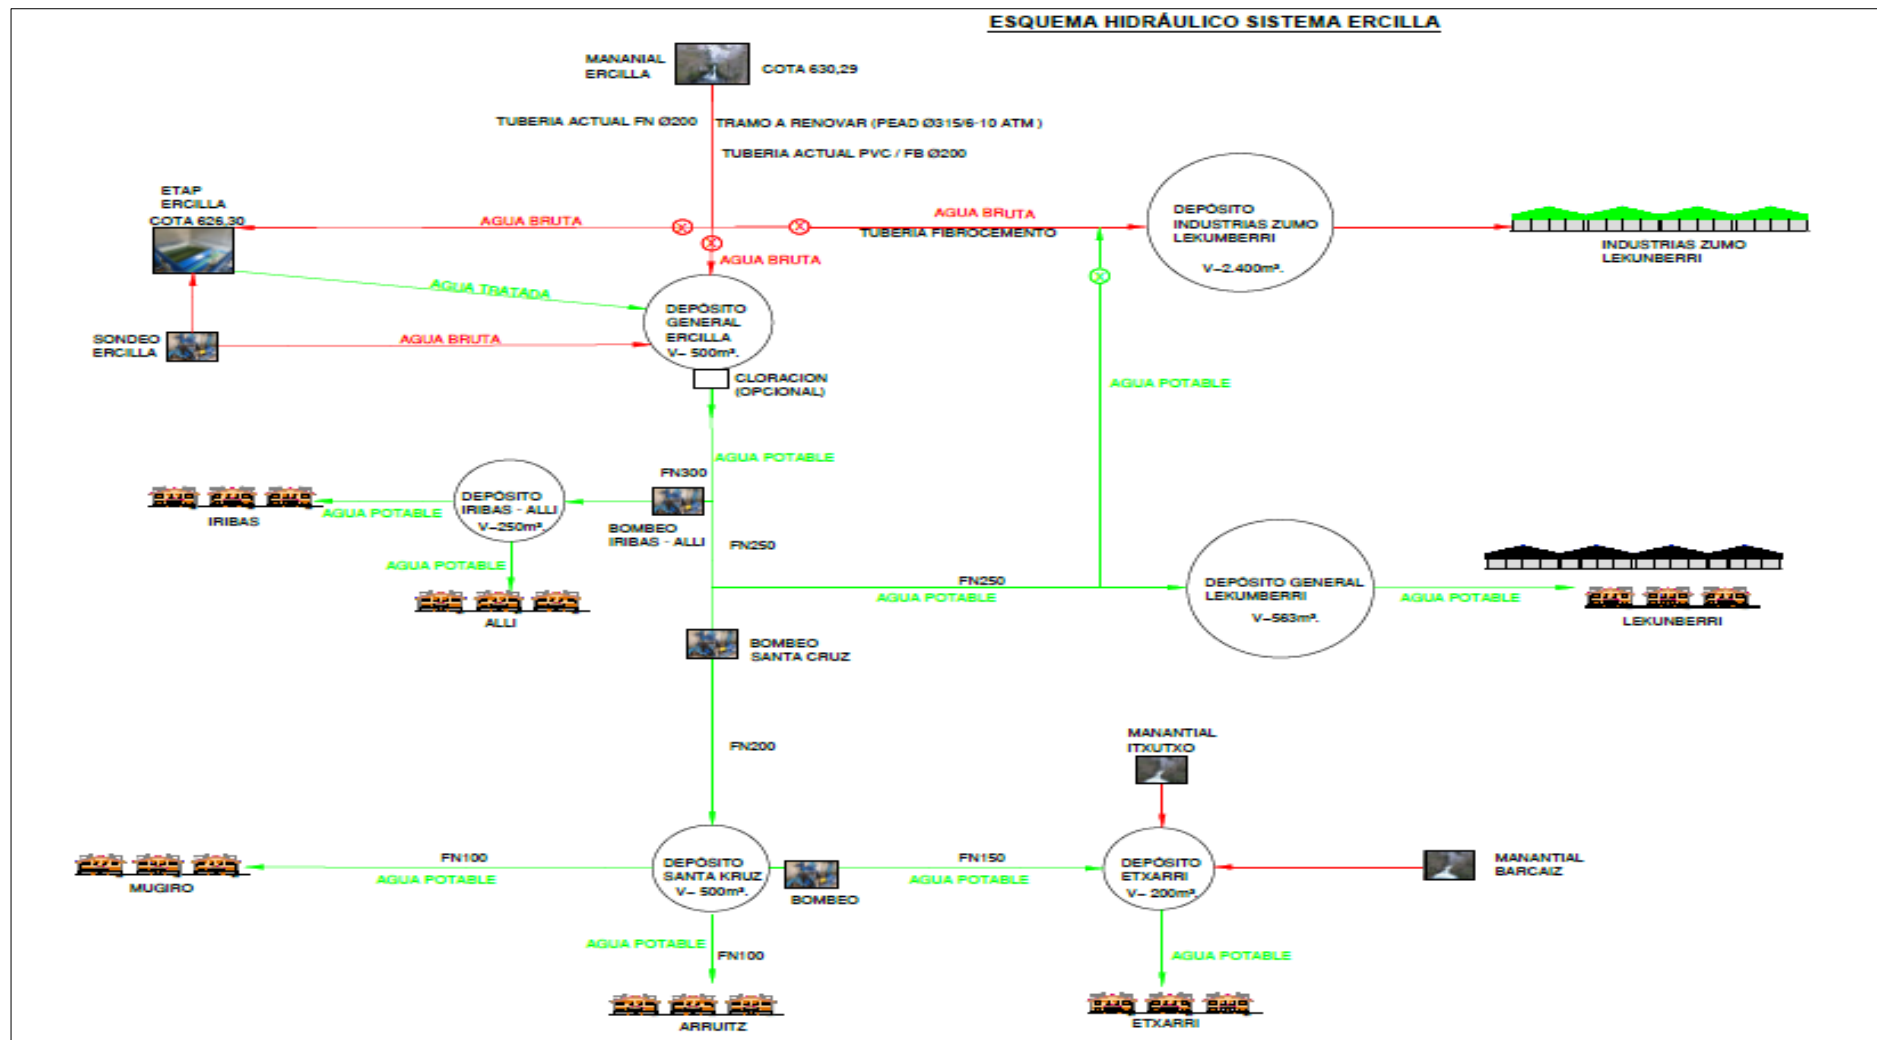 ESQUEMA HIDRÁULICO SISTEMA ERCILLA
MANANIAL
ERCILLA
COTA 630,29
TUBERIA ACTUAL FN Ø200
TRAMO A RENOVAR (PEAD Ø315/6-10 ATM )
TUBERIA ACTUAL PVC / FB Ø200
ETAP
ERCILLA
COTA 626,30
AGUA BRUTA
AGUA BRUTA
TUBERIA FIBROCEMENTO
AGUA BRUTA
DEPÓSITO
INDUSTRIAS ZUMO
LEKUMBERRI
V=2.400m³.
INDUSTRIAS ZUMO
LEKUNBERRI
AGUA TRATADA
DEPÓSITO
GENERAL
ERCILLA
V= 500m³.
SONDEO
ERCILLA
AGUA BRUTA
CLORACION
(OPCIONAL)
AGUA POTABLE
AGUA POTABLE
FN300
DEPÓSITO
IRIBAS - ALLI
V=250m³.
AGUA POTABLE
IRIBAS
BOMBEO
IRIBAS - ALLI
FN250
AGUA POTABLE
ALLI
FN250
AGUA POTABLE
DEPÓSITO GENERAL
LEKUMBERRI
V=563m³.
AGUA POTABLE
LEKUNBERRI
BOMBEO
SANTA CRUZ
FN200
MANANTIAL
ITXUTXO
FN100
AGUA POTABLE
MUGIRO
DEPÓSITO
SANTA KRUZ
V= 500m³.
BOMBEO
FN150
AGUA POTABLE
DEPÓSITO
ETXARRI
V= 200m³.
MANANTIAL
BARCAIZ
AGUA POTABLE
FN100
ARRUITZ
AGUA POTABLE
ETXARRI